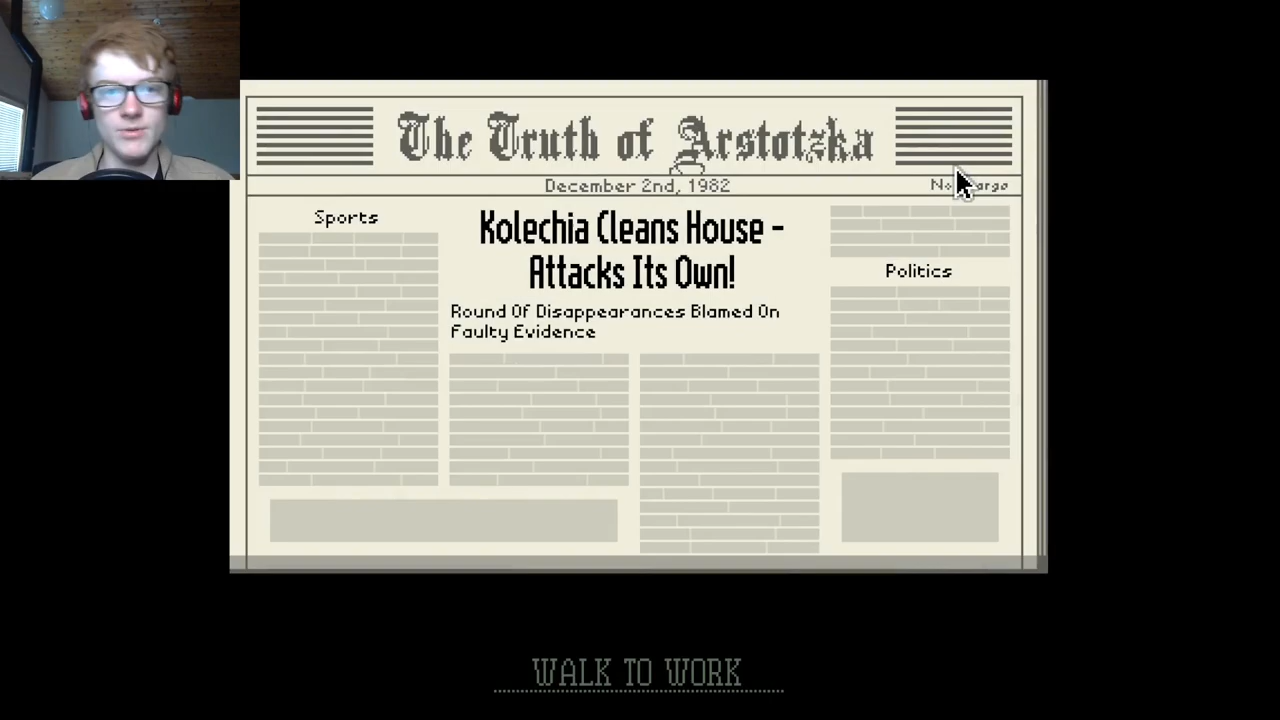 The Truth of Arstotzka
December 2nd, 1982
Sports
Kolechia Cleans House -
Attacks Its Own!
Round Of Disappearances Blamed On
Faulty Evidence
Politics
WALK TO WORK